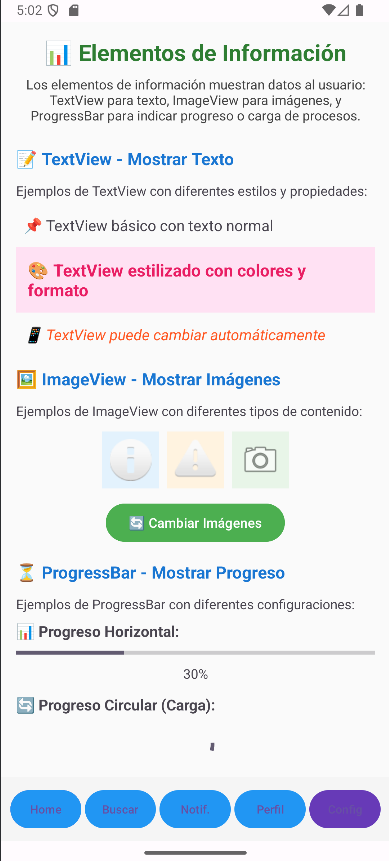 5:02
📊 Elementos de Información
Los elementos de información muestran datos al usuario:
TextView para texto, ImageView para imágenes, y
ProgressBar para indicar progreso o carga de procesos.
📝 TextView - Mostrar Texto
Ejemplos de TextView con diferentes estilos y propiedades:
📌 TextView básico con texto normal
🎨 TextView estilizado con colores y
formato
📱 TextView puede cambiar automáticamente
🖼️ ImageView - Mostrar Imágenes
Ejemplos de ImageView con diferentes tipos de contenido:
🔄 Cambiar Imágenes
⏳ ProgressBar - Mostrar Progreso
Ejemplos de ProgressBar con diferentes configuraciones:
📊 Progreso Horizontal:
30%
🔄 Progreso Circular (Carga):
Home Buscar Notif. Perfil Config